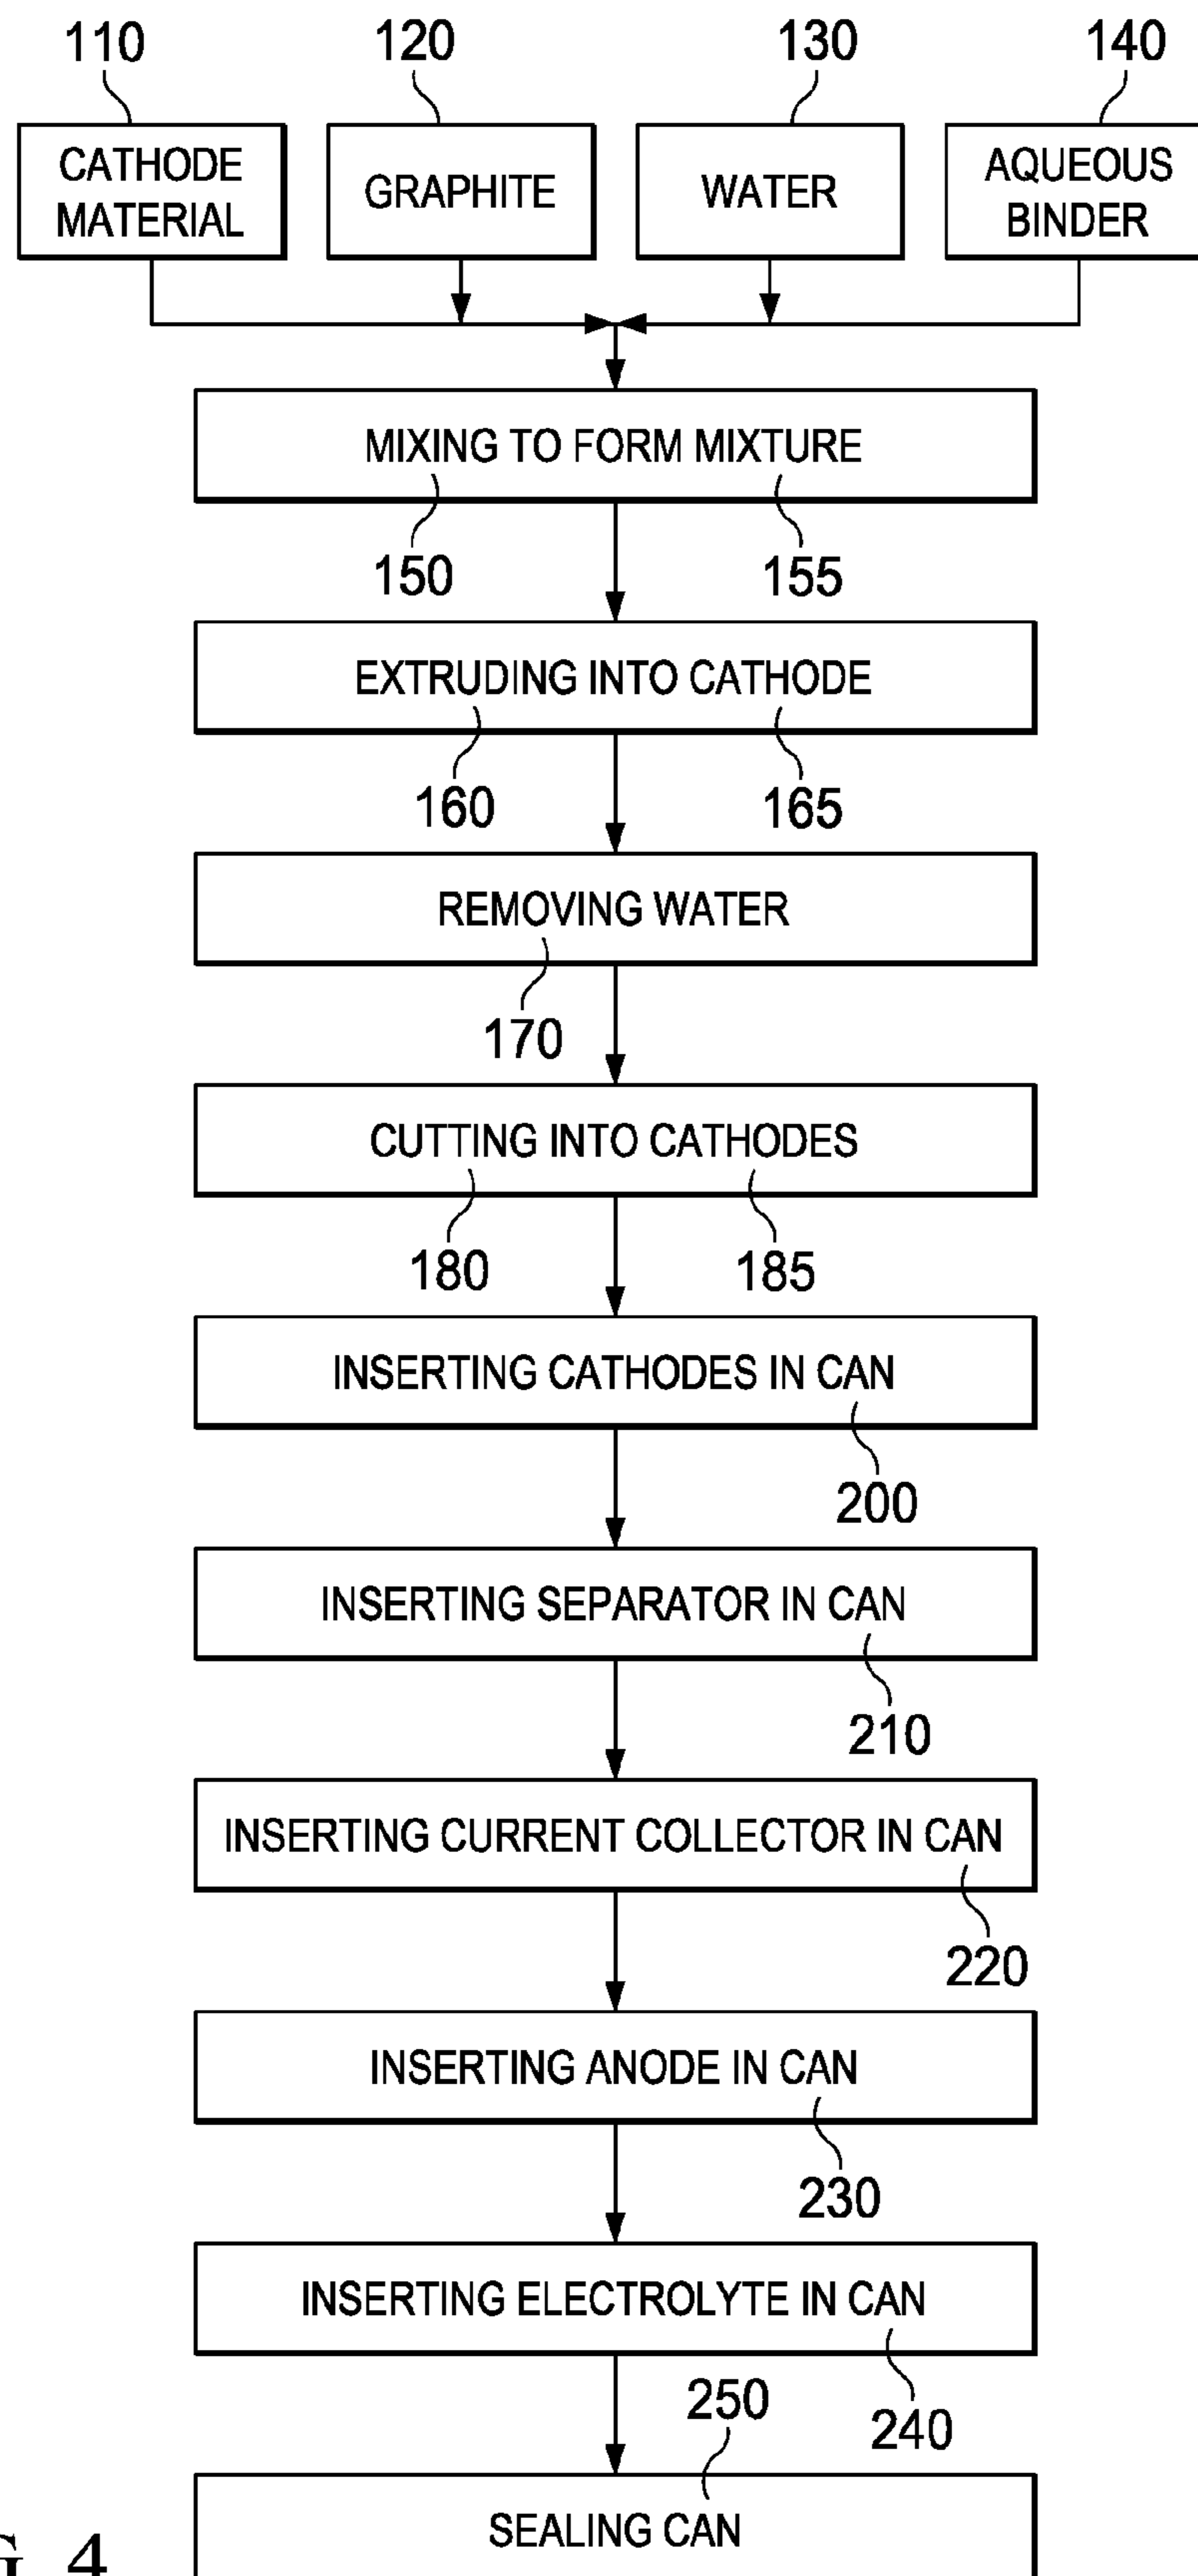 110 120 130 140
CATHODE MATERIAL
GRAPHITE
WATER
AQUEOUS BINDER
MIXING TO FORM MIXTURE
150 155
EXTRUDING INTO CATHODE
160 165
REMOVING WATER
170
CUTTING INTO CATHODES
180 185
INSERTING CATHODES IN CAN
200
INSERTING SEPARATOR IN CAN
210
INSERTING CURRENT COLLECTOR IN CAN
220
INSERTING ANODE IN CAN
230
INSERTING ELECTROLYTE IN CAN
240
250
SEALING CAN
4